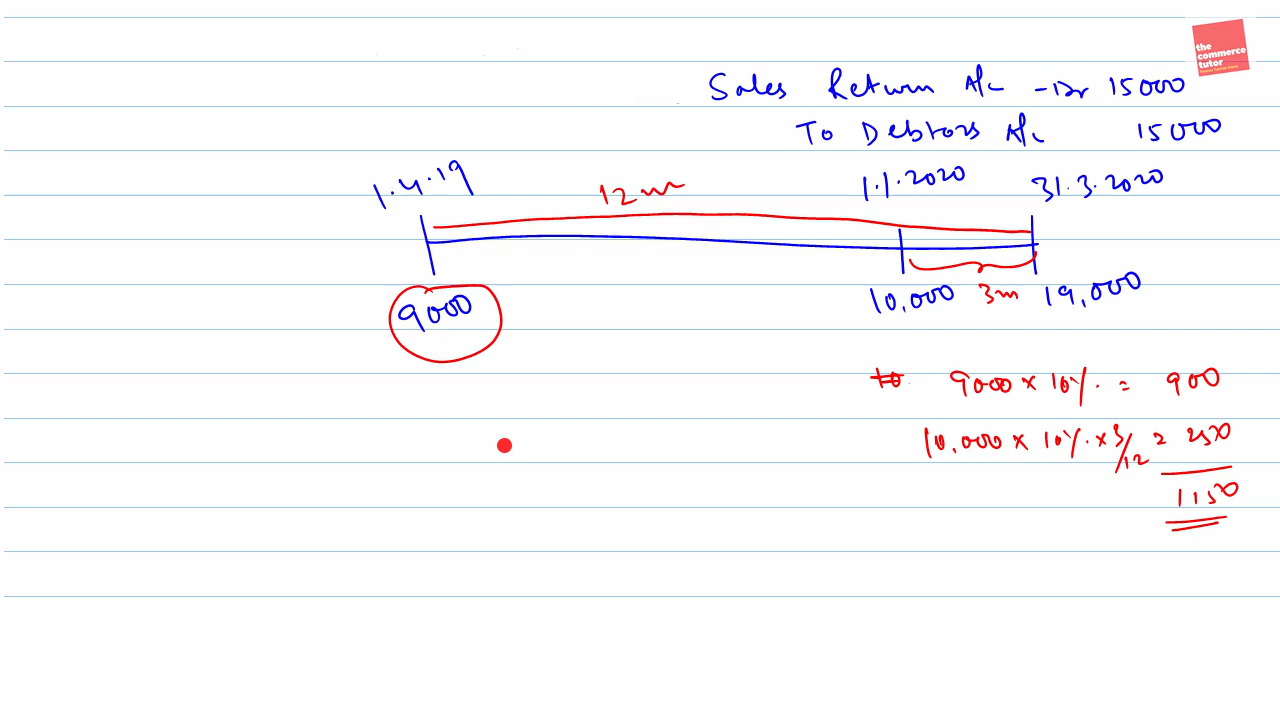 the
commerce
tutor
Sales Return A/c -Dr 15000
To Debtors A/c 15000
1.4.19 12m 1.1.2020 31.3.2020
9000 10,000 3m 19,000
9000 x 10%. = 900
10,000 x 10%. x 3/12 = 250
1150